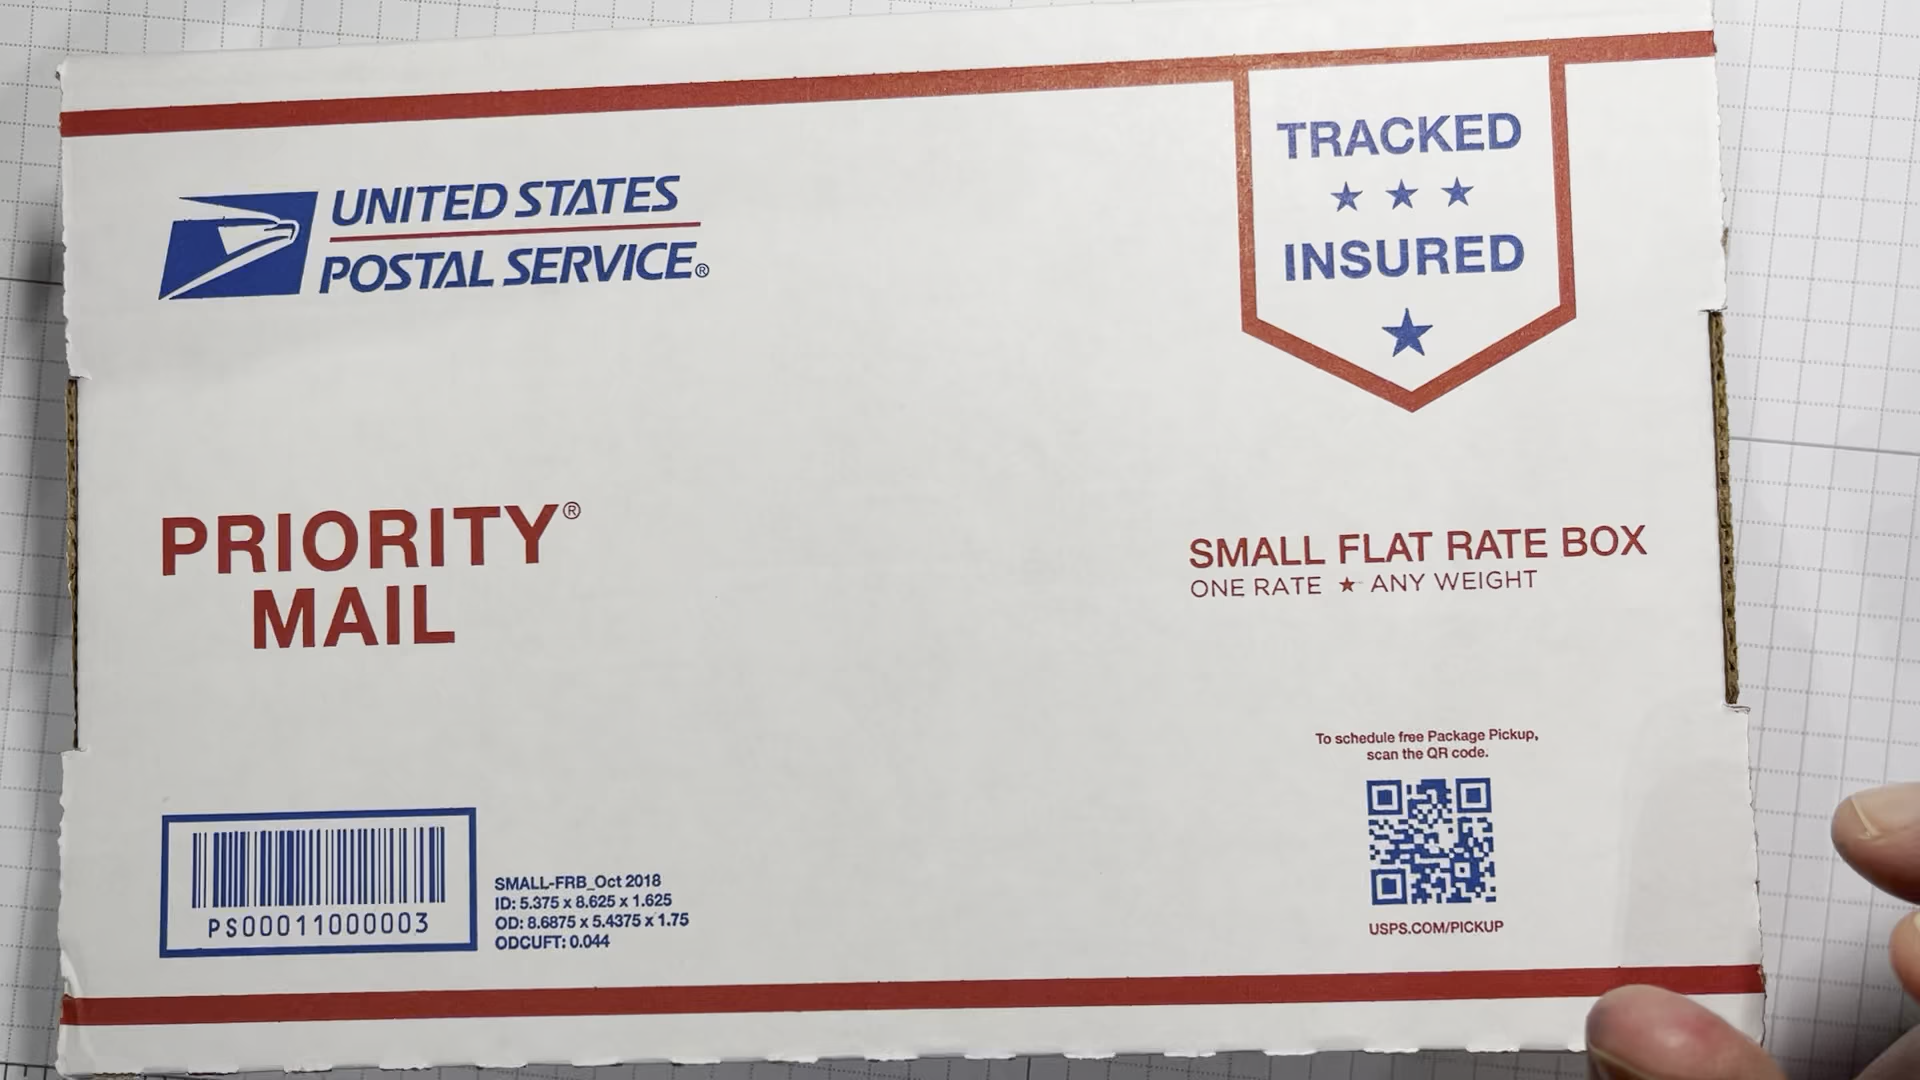 TRACKED
★ ★ ★
INSURED
★
UNITED STATES
POSTAL SERVICE®
PRIORITY®
MAIL
SMALL FLAT RATE BOX
ONE RATE ★ ANY WEIGHT
To schedule free Package Pickup,
scan the QR code.
USPS.COM/PICKUP
PS00011000003
SMALL-FRB_Oct 2018
ID: 5.375 x 8.625 x 1.625
OD: 8.6875 x 5.4375 x 1.75
ODCUFT: 0.044